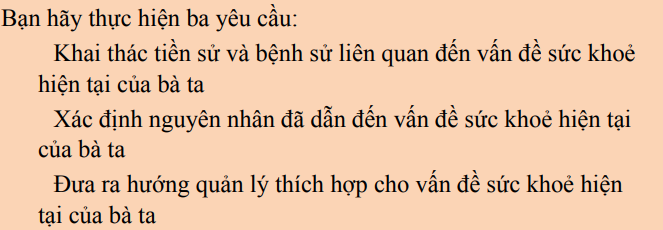 Bạn hãy thực hiện ba yêu cầu:
Khai thác tiền sử và bệnh sử liên quan đến vấn đề sức khoẻ
hiện tại của bà ta
Xác định nguyên nhân đã dẫn đến vấn đề sức khoẻ hiện tại
của bà ta
Đưa ra hướng quản lý thích hợp cho vấn đề sức khoẻ hiện
tại của bà ta